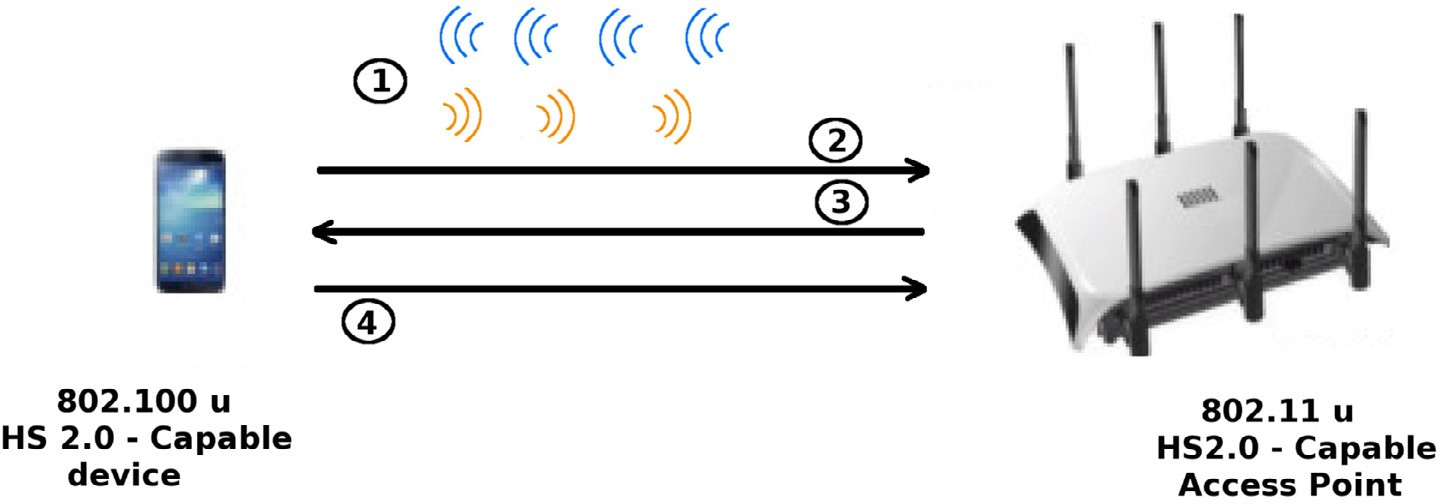 1
2
3
4
802.100 u
HS 2.0 - Capable
device
802.11 u
HS2.0 - Capable
Access Point